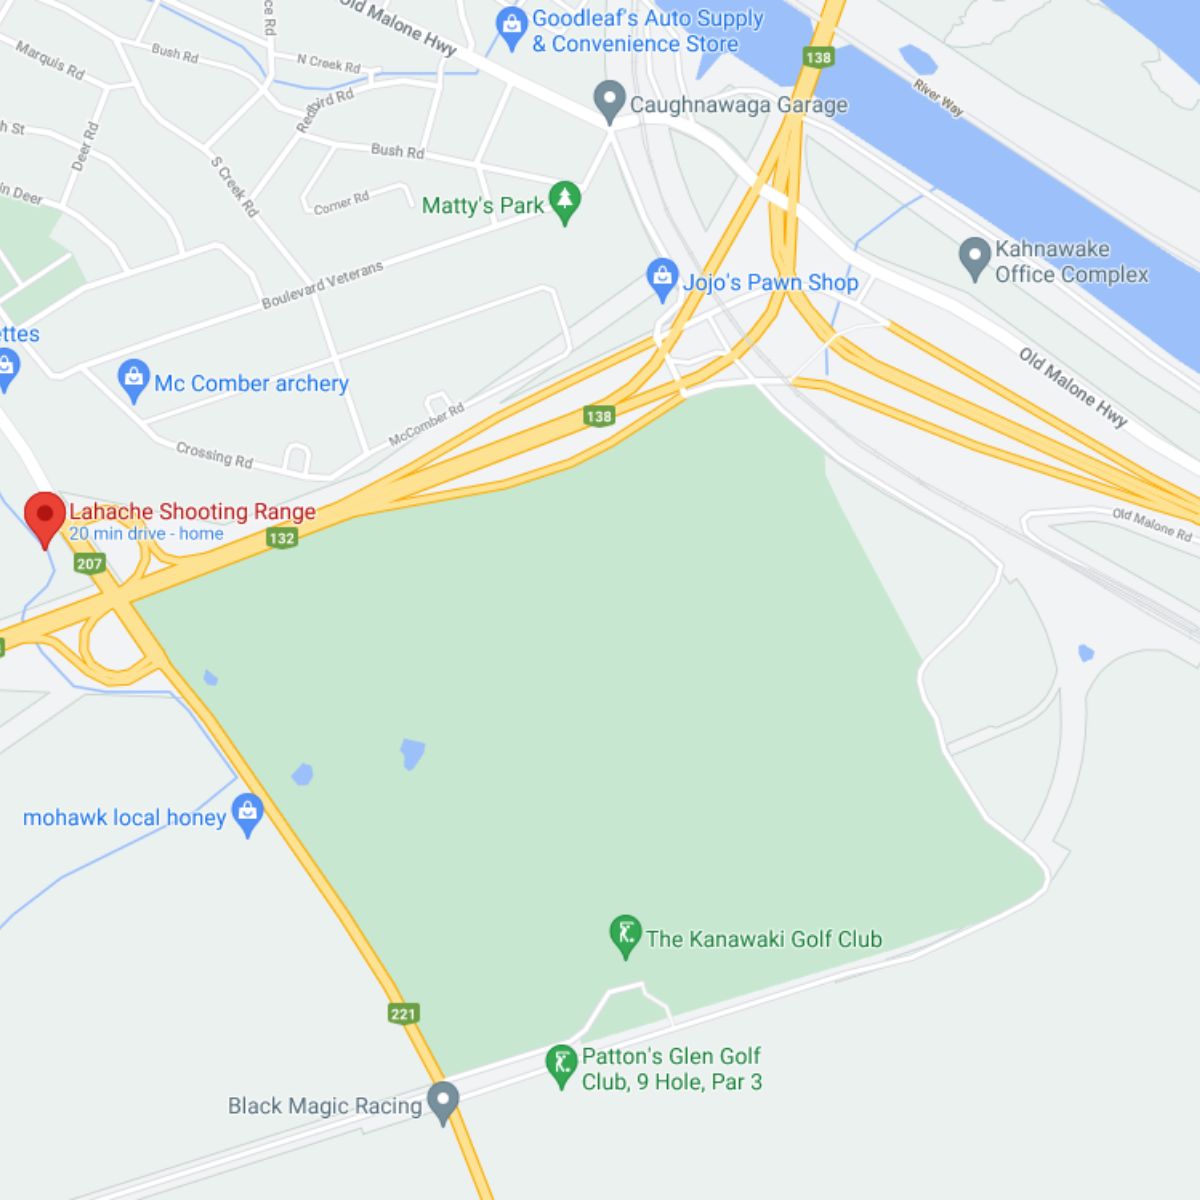 Old Malone Hwy
Goodleaf's Auto Supply
& Convenience Store
138
Marquis Rd
Bush Rd
N Creek Rd
River Way
Redbird Rd
Caughnawaga Garage
Deer Rd
Bush Rd
S Creek Rd
Corner Rd
Matty's Park
Kahnawake
Office Complex
Boulevard Veterans
Jojo's Pawn Shop
ettes
Mc Comber archery
Old Malone Hwy
McComber Rd
138
Crossing Rd
Lahache Shooting Range
20 min drive - home
132
207
Old Malone Rd
mohawk local honey
The Kanawaki Golf Club
221
Patton's Glen Golf
Club, 9 Hole, Par 3
Black Magic Racing